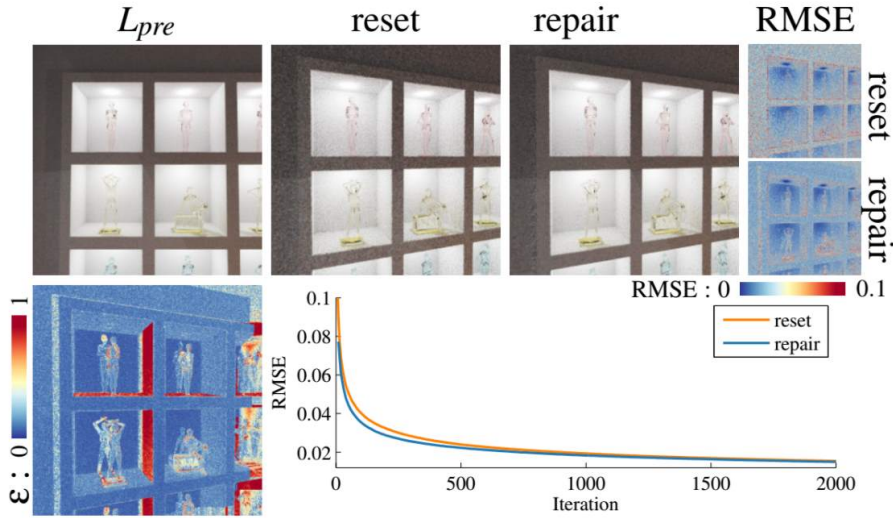 L_pre reset repair RMSE
reset
repair
RMSE : 0 0.1
ε : 0 1
0.1
0.08
0.06
0.04
0.02
RMSE
reset
repair
0 500 1000 1500 2000
Iteration